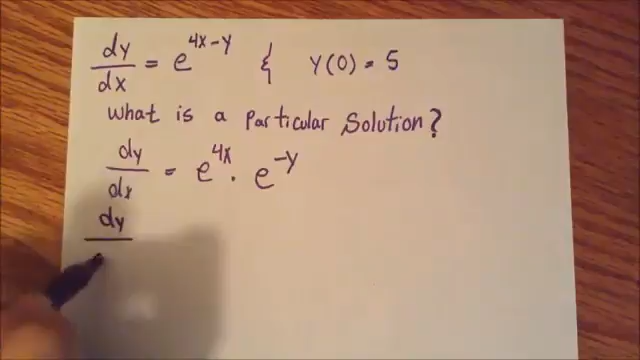 dy/dx = e^{4x-y} { y(0) = 5
What is a Particular Solution?
dy/dx = e^{4x} · e^{-y}
dy